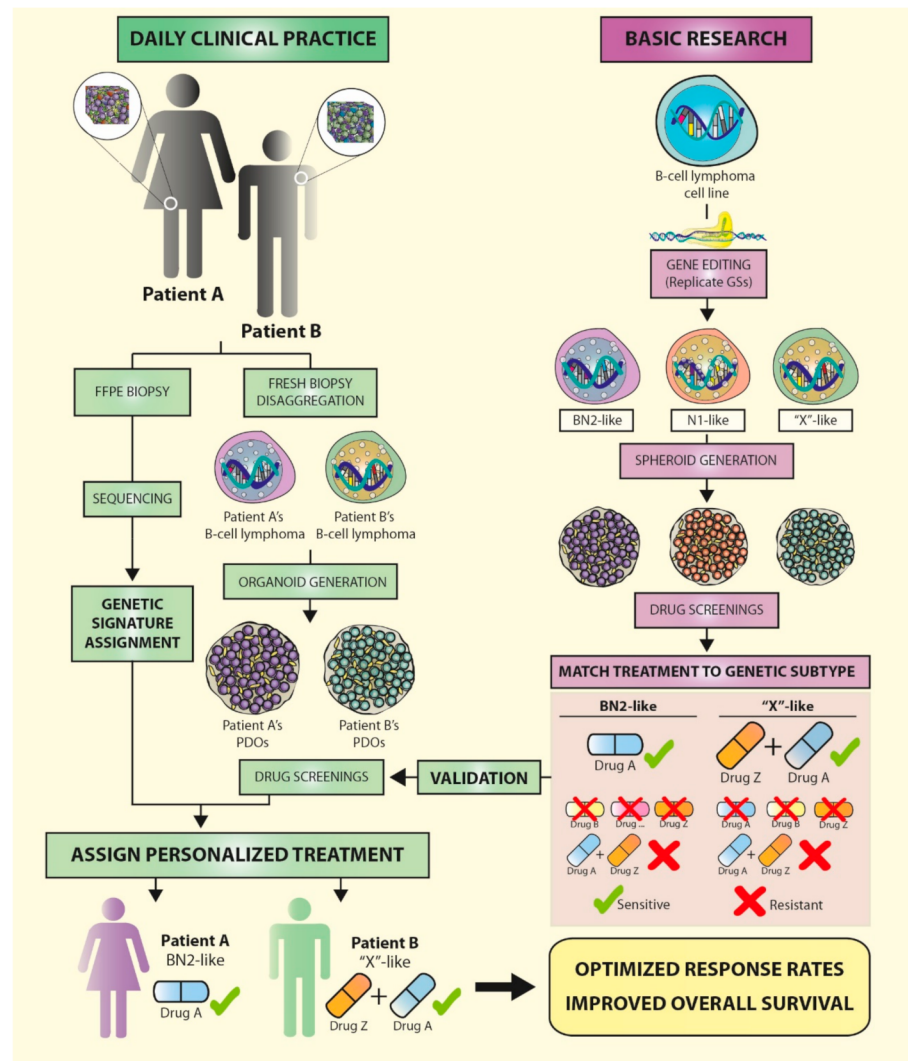 DAILY CLINICAL PRACTICE
Patient A
Patient B
FFPE BIOPSY
FRESH BIOPSY
DISAGGREGATION
SEQUENCING
Patient A's
B-cell lymphoma
Patient B's
B-cell lymphoma
ORGANOID GENERATION
GENETIC
SIGNATURE
ASSIGNMENT
Patient A's
PDOs
Patient B's
PDOs
DRUG SCREENINGS
VALIDATION
ASSIGN PERSONALIZED TREATMENT
Patient A
BN2-like
Drug A
Patient B
"X"-like
+
Drug Z
Drug A
BASIC RESEARCH
B-cell lymphoma
cell line
GENE EDITING
(Replicate GSs)
BN2-like
N1-like
"X"-like
SPHEROID GENERATION
DRUG SCREENINGS
MATCH TREATMENT TO GENETIC SUBTYPE
BN2-like
Drug A
Drug B
Drug ...
Drug Z
+
Drug A
Drug Z
"X"-like
+
Drug Z
Drug A
Drug A
Drug B
Drug Z
+
Drug A
Drug Z
Sensitive
Resistant
OPTIMIZED RESPONSE RATES
IMPROVED OVERALL SURVIVAL